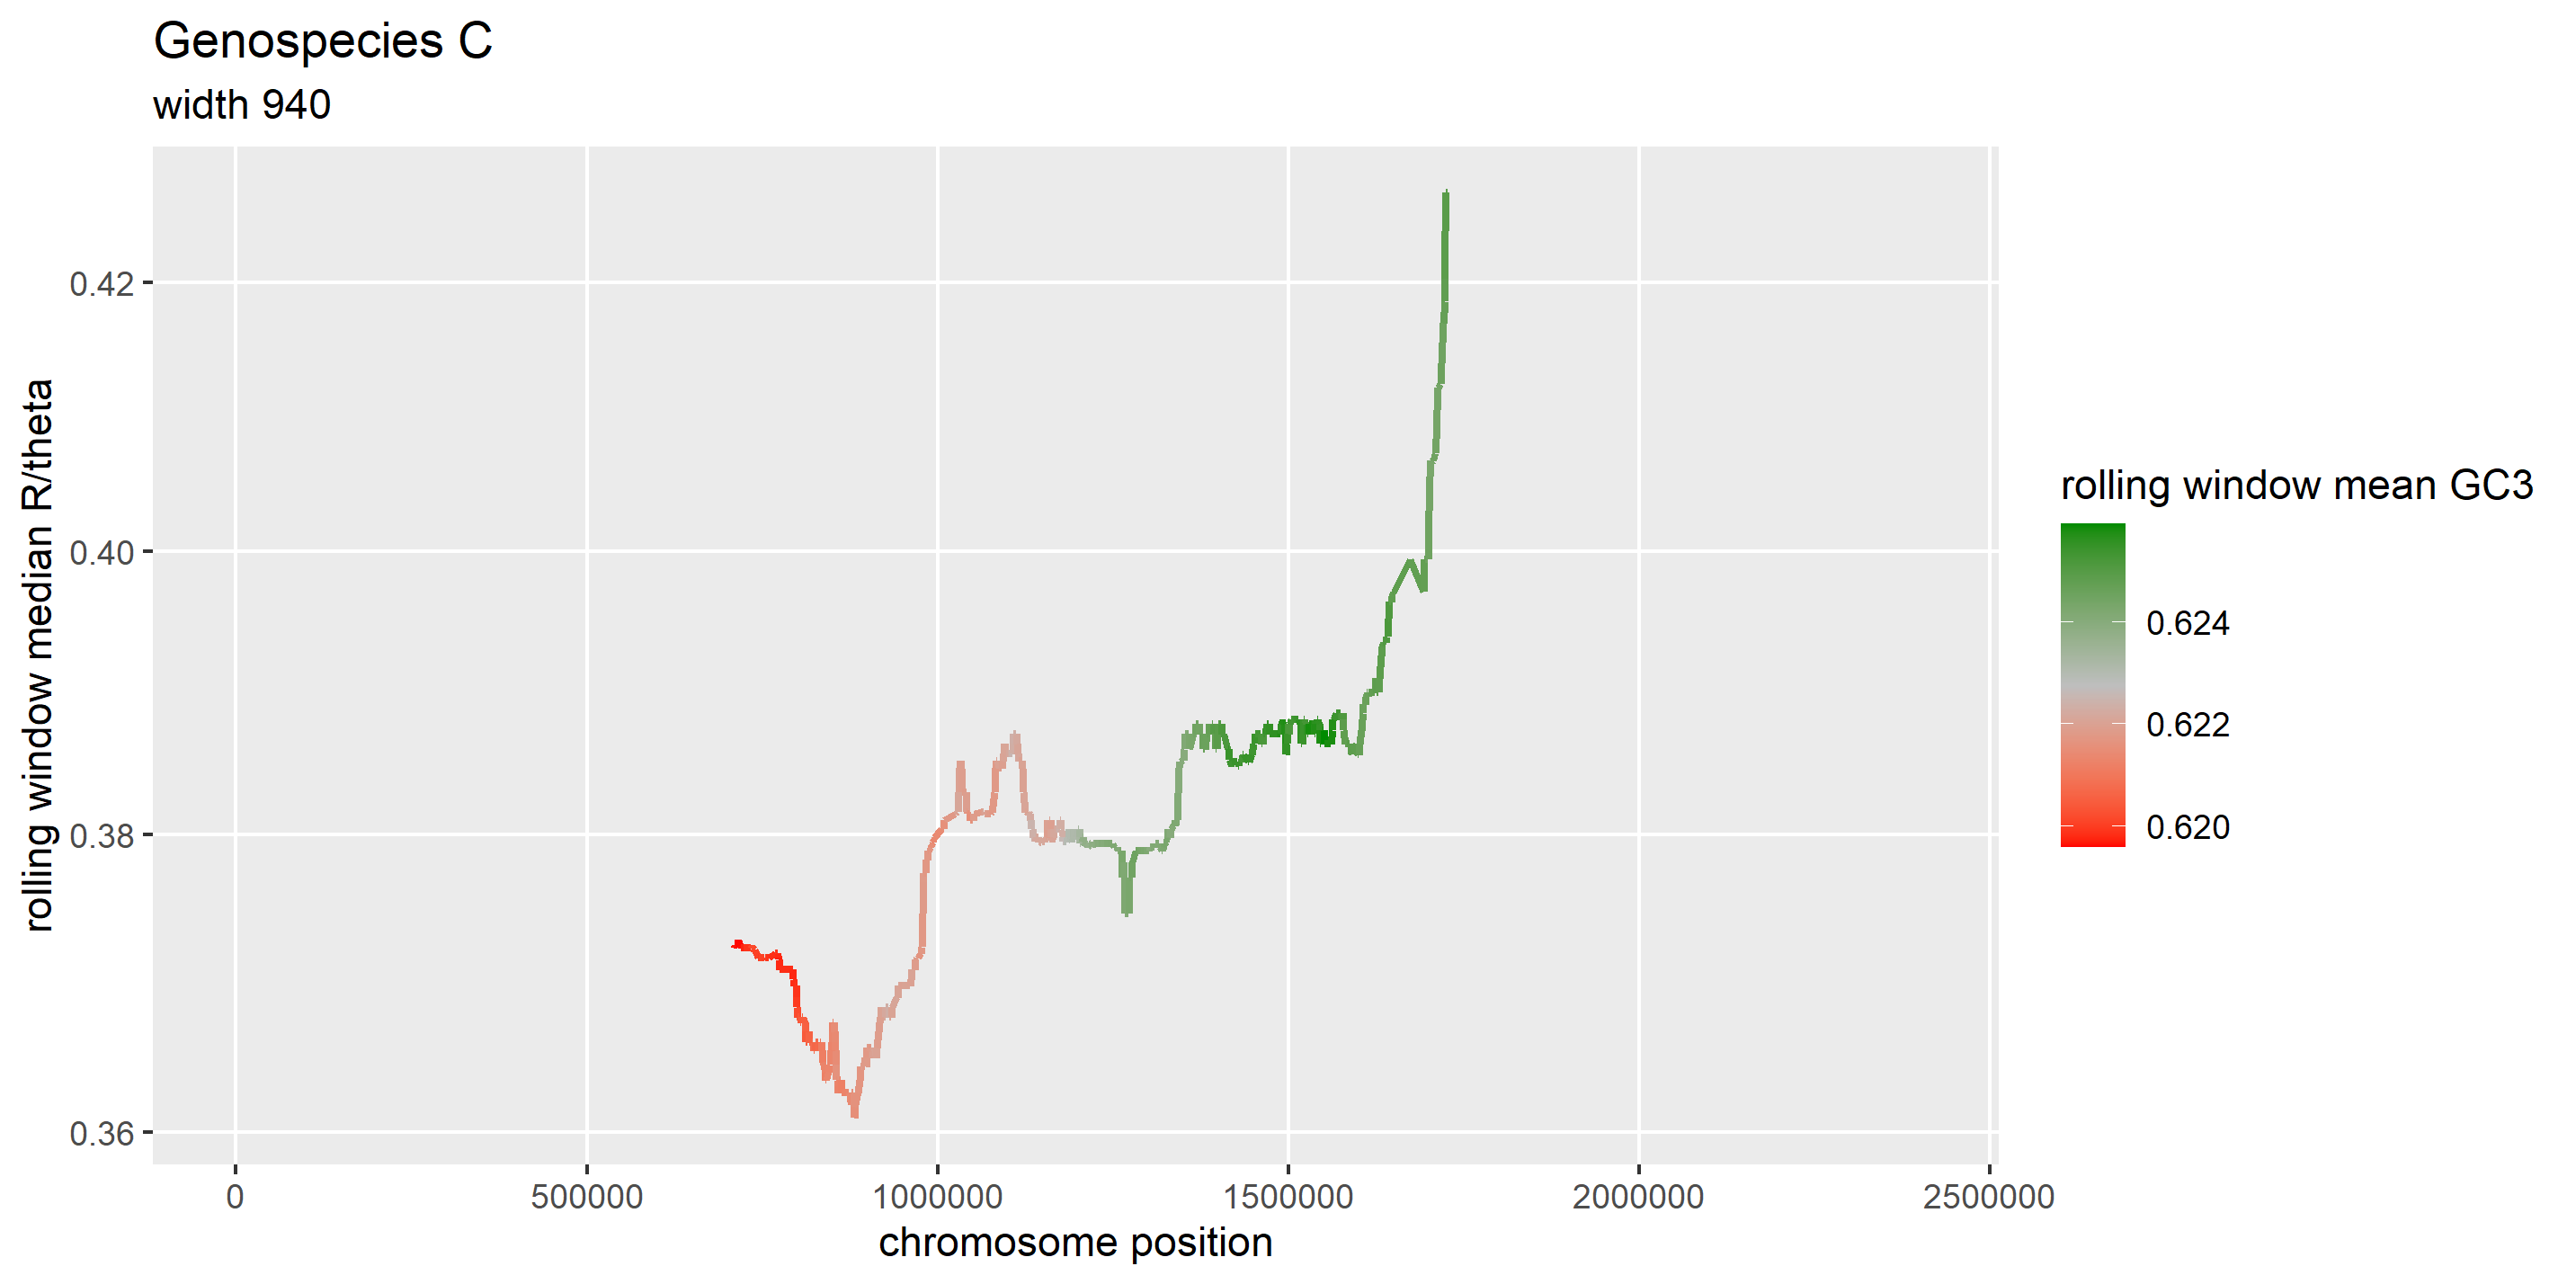 Genospecies C
width 940
rolling window median R/theta
0.42
0.40
0.38
0.36
0
500000
1000000
1500000
2000000
2500000
chromosome position
rolling window mean GC3
0.624
0.622
0.620